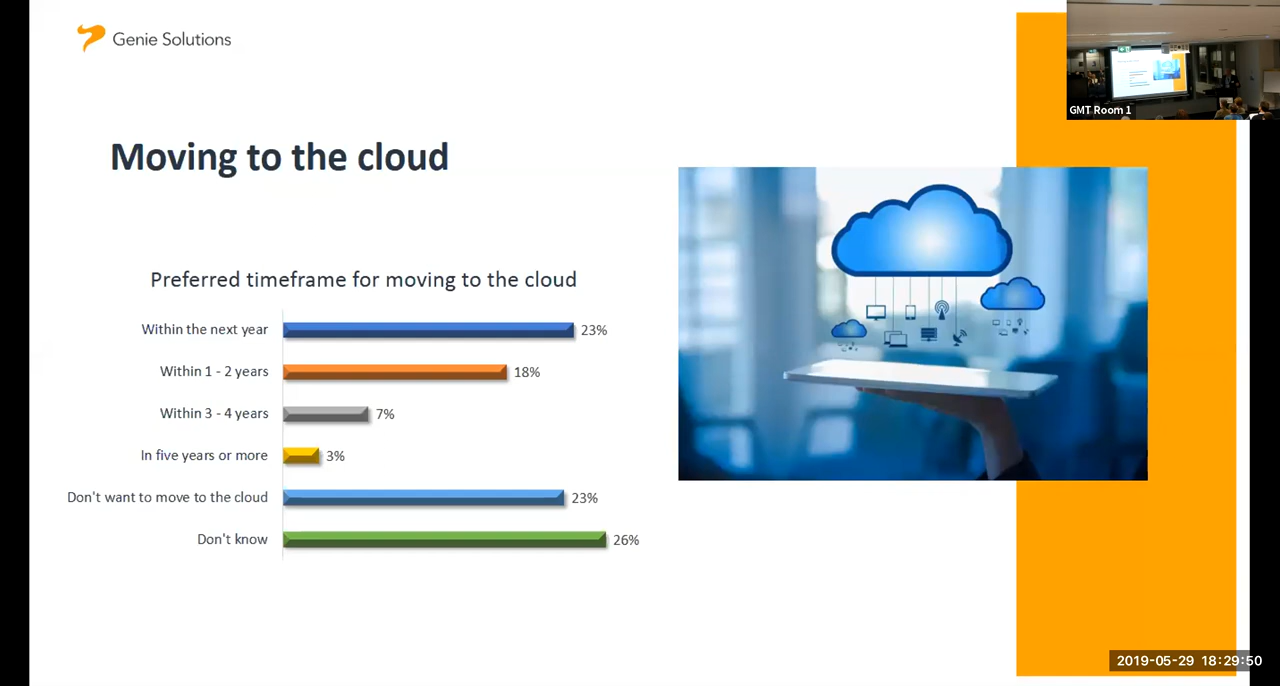 Genie Solutions
GMT Room 1
Moving to the cloud
Preferred timeframe for moving to the cloud
Within the next year 23%
Within 1 - 2 years 18%
Within 3 - 4 years 7%
In five years or more 3%
Don't want to move to the cloud 23%
Don't know 26%
2019-05-29 18:29:50